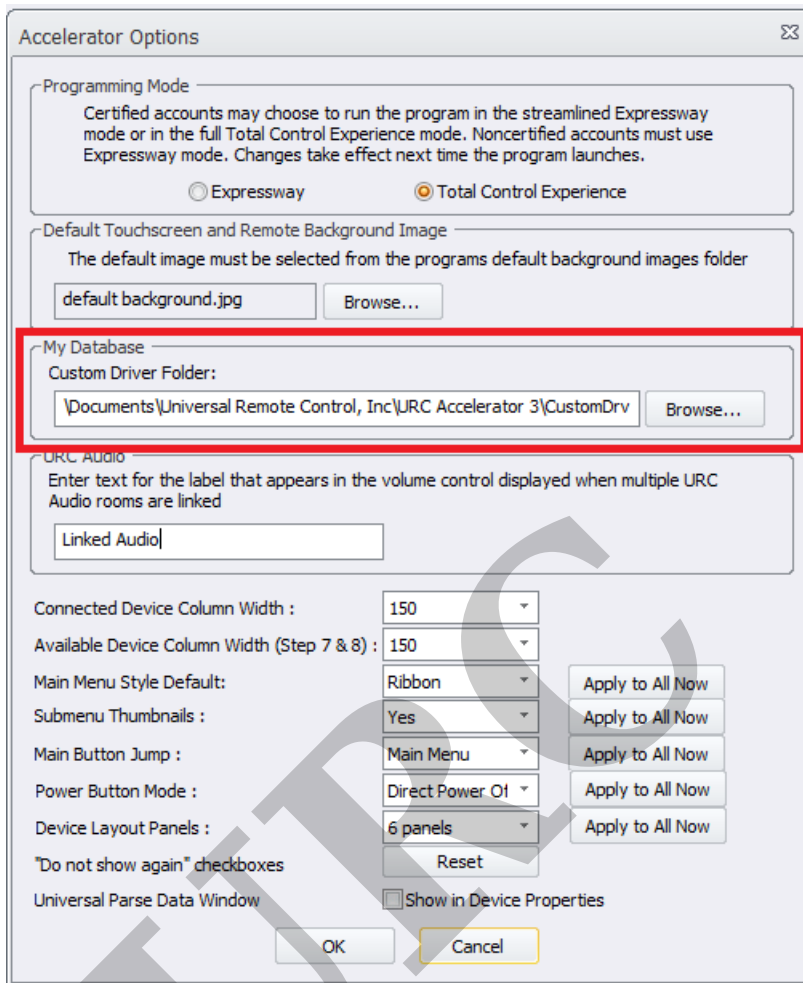 Accelerator Options
Programming Mode
Certified accounts may choose to run the program in the streamlined Expressway
mode or in the full Total Control Experience mode. Noncertified accounts must use
Expressway mode. Changes take effect next time the program launches.
Expressway Total Control Experience
Default Touchscreen and Remote Background Image
The default image must be selected from the programs default background images folder
default background.jpg Browse...
My Database
Custom Driver Folder:
\Documents\Universal Remote Control, Inc\URC Accelerator 3\CustomDrv Browse...
URC Audio
Enter text for the label that appears in the volume control displayed when multiple URC
Audio rooms are linked
Linked Audio
Connected Device Column Width : 150
Available Device Column Width (Step 7 & 8) : 150
Main Menu Style Default: Ribbon Apply to All Now
Submenu Thumbnails : Yes Apply to All Now
Main Button Jump : Main Menu Apply to All Now
Power Button Mode : Direct Power Of Apply to All Now
Device Layout Panels : 6 panels Apply to All Now
"Do not show again" checkboxes Reset
Universal Parse Data Window Show in Device Properties
OK Cancel
URC